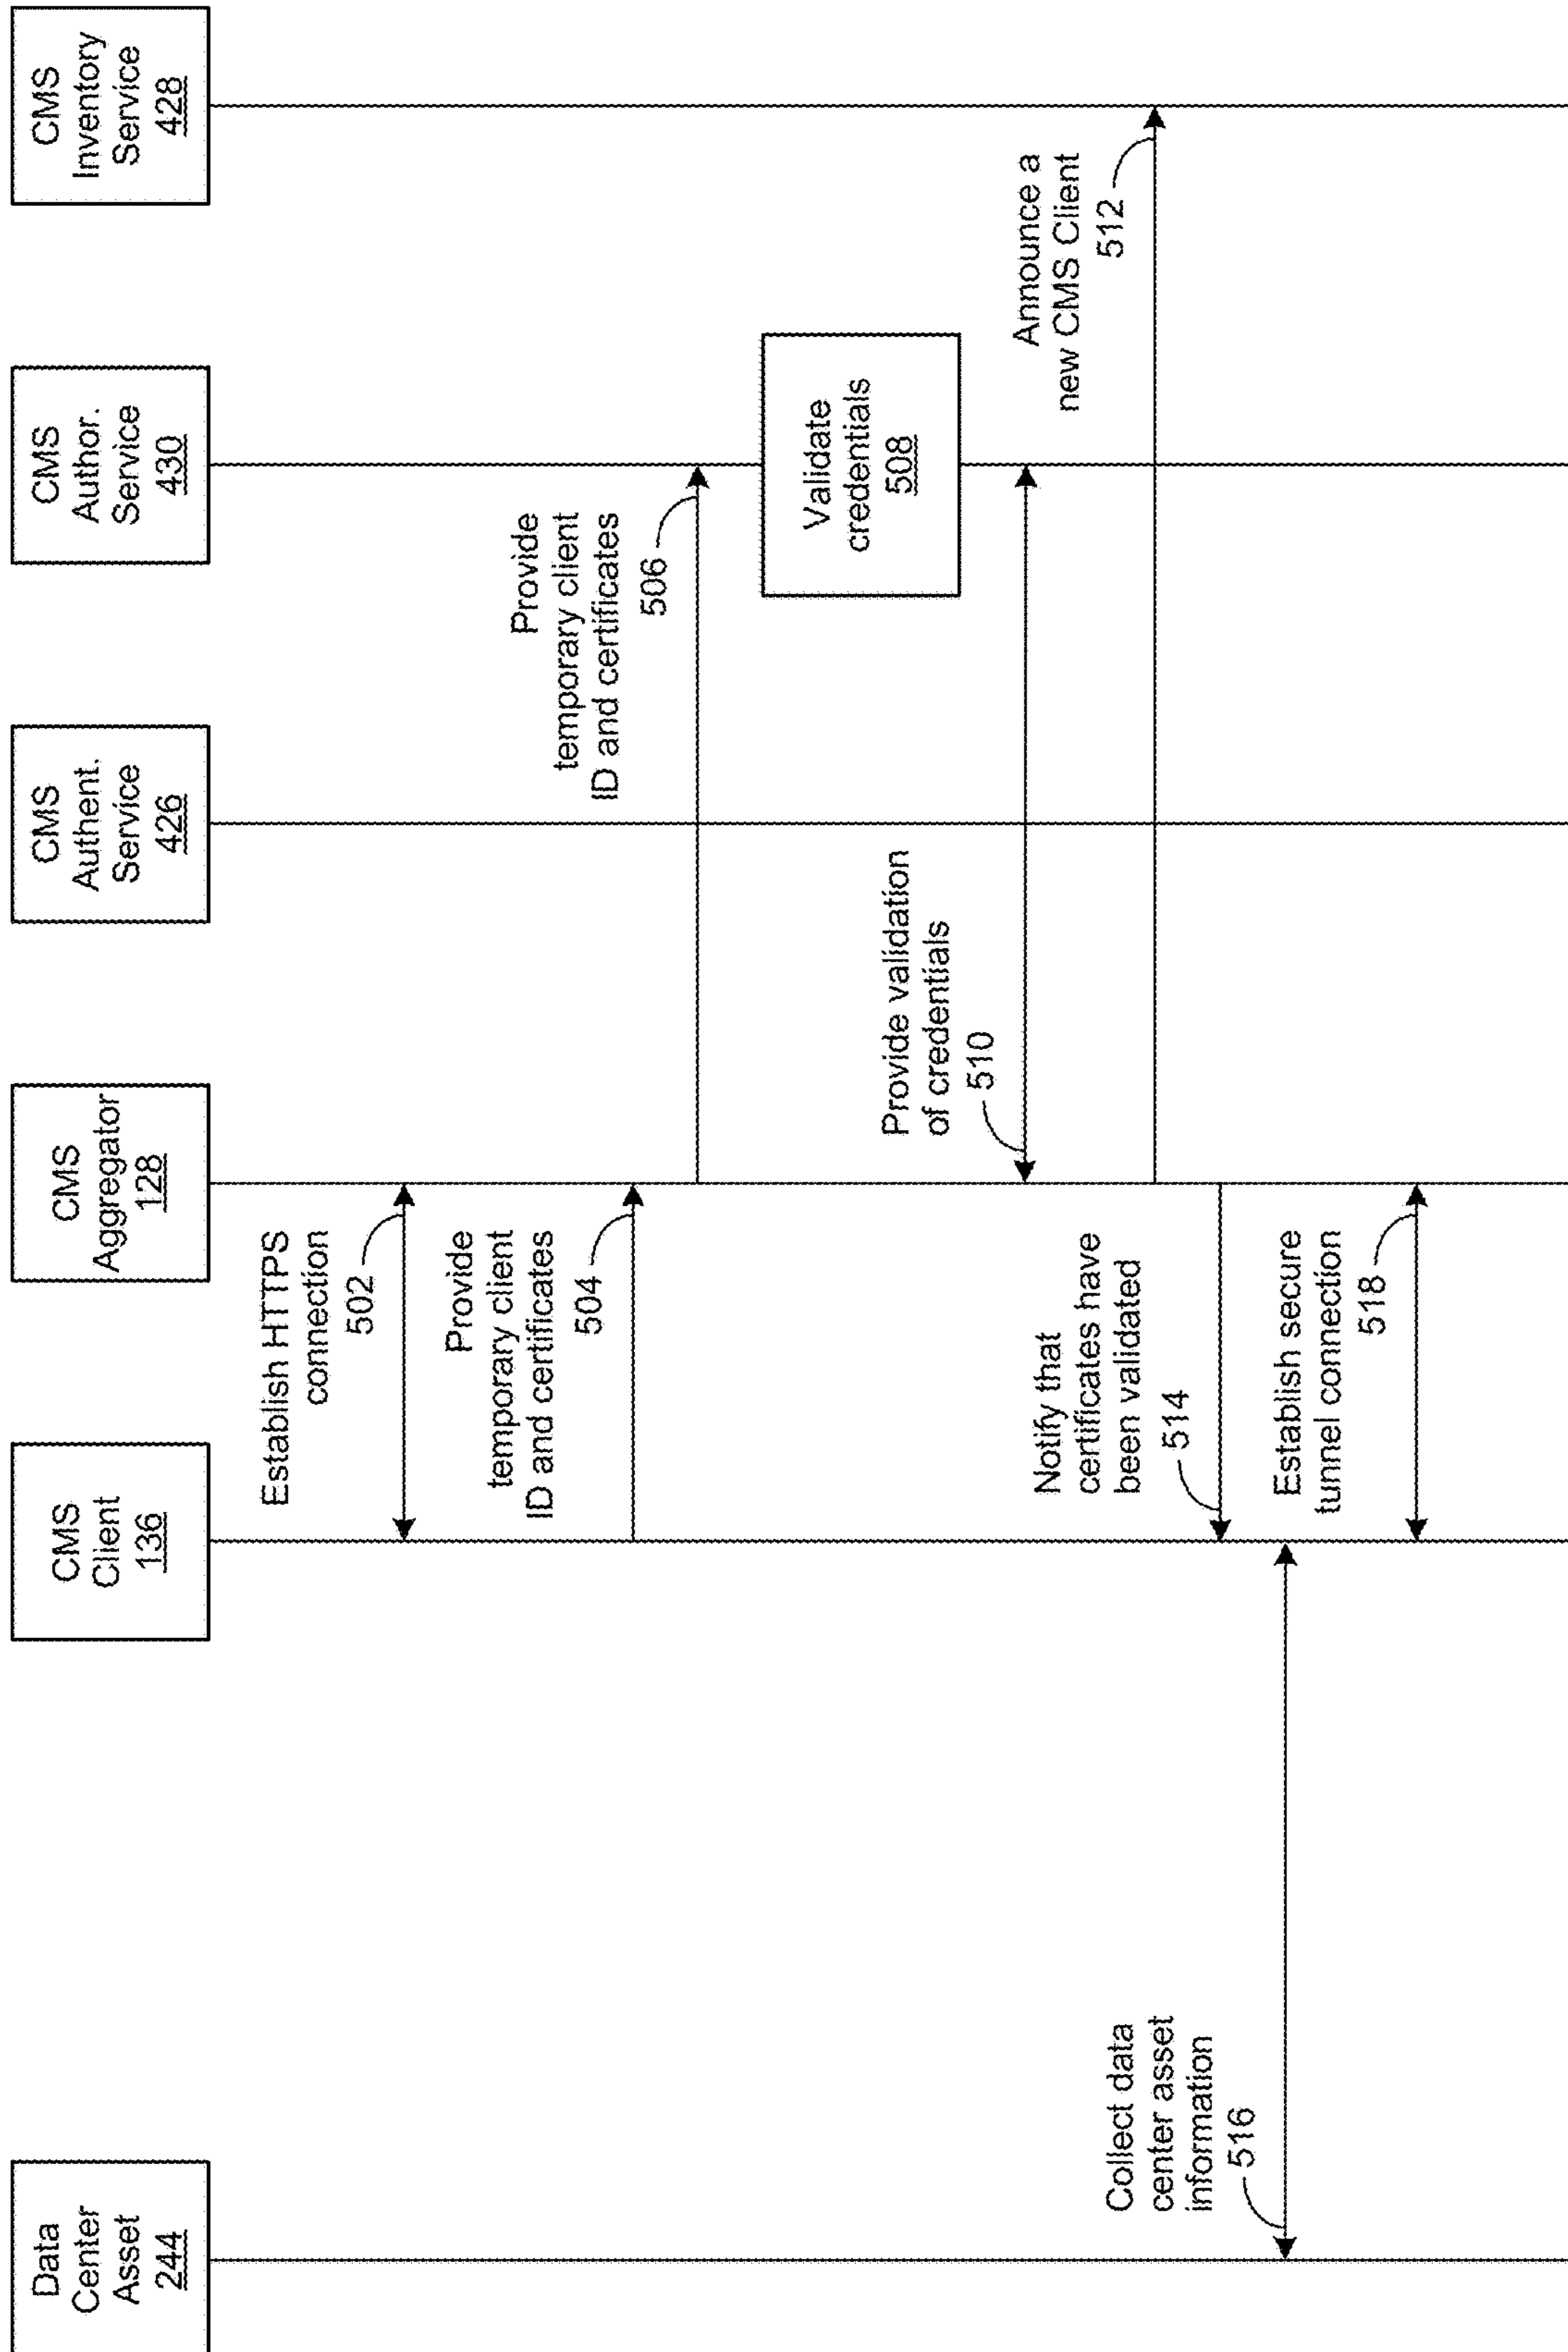 Data
Center
Asset
244
CMS
Client
136
CMS
Aggregator
128
CMS
Authent.
Service
426
CMS
Author.
Service
430
CMS
Inventory
Service
428
Establish HTTPS
connection
502
Provide
temporary client
ID and certificates
504
Provide
temporary client
ID and certificates
506
Validate
credentials
508
Provide validation
of credentials
510
Announce a
new CMS Client
512
Notify that
certificates have
been validated
514
Collect data
center asset
information
516
Establish secure
tunnel connection
518